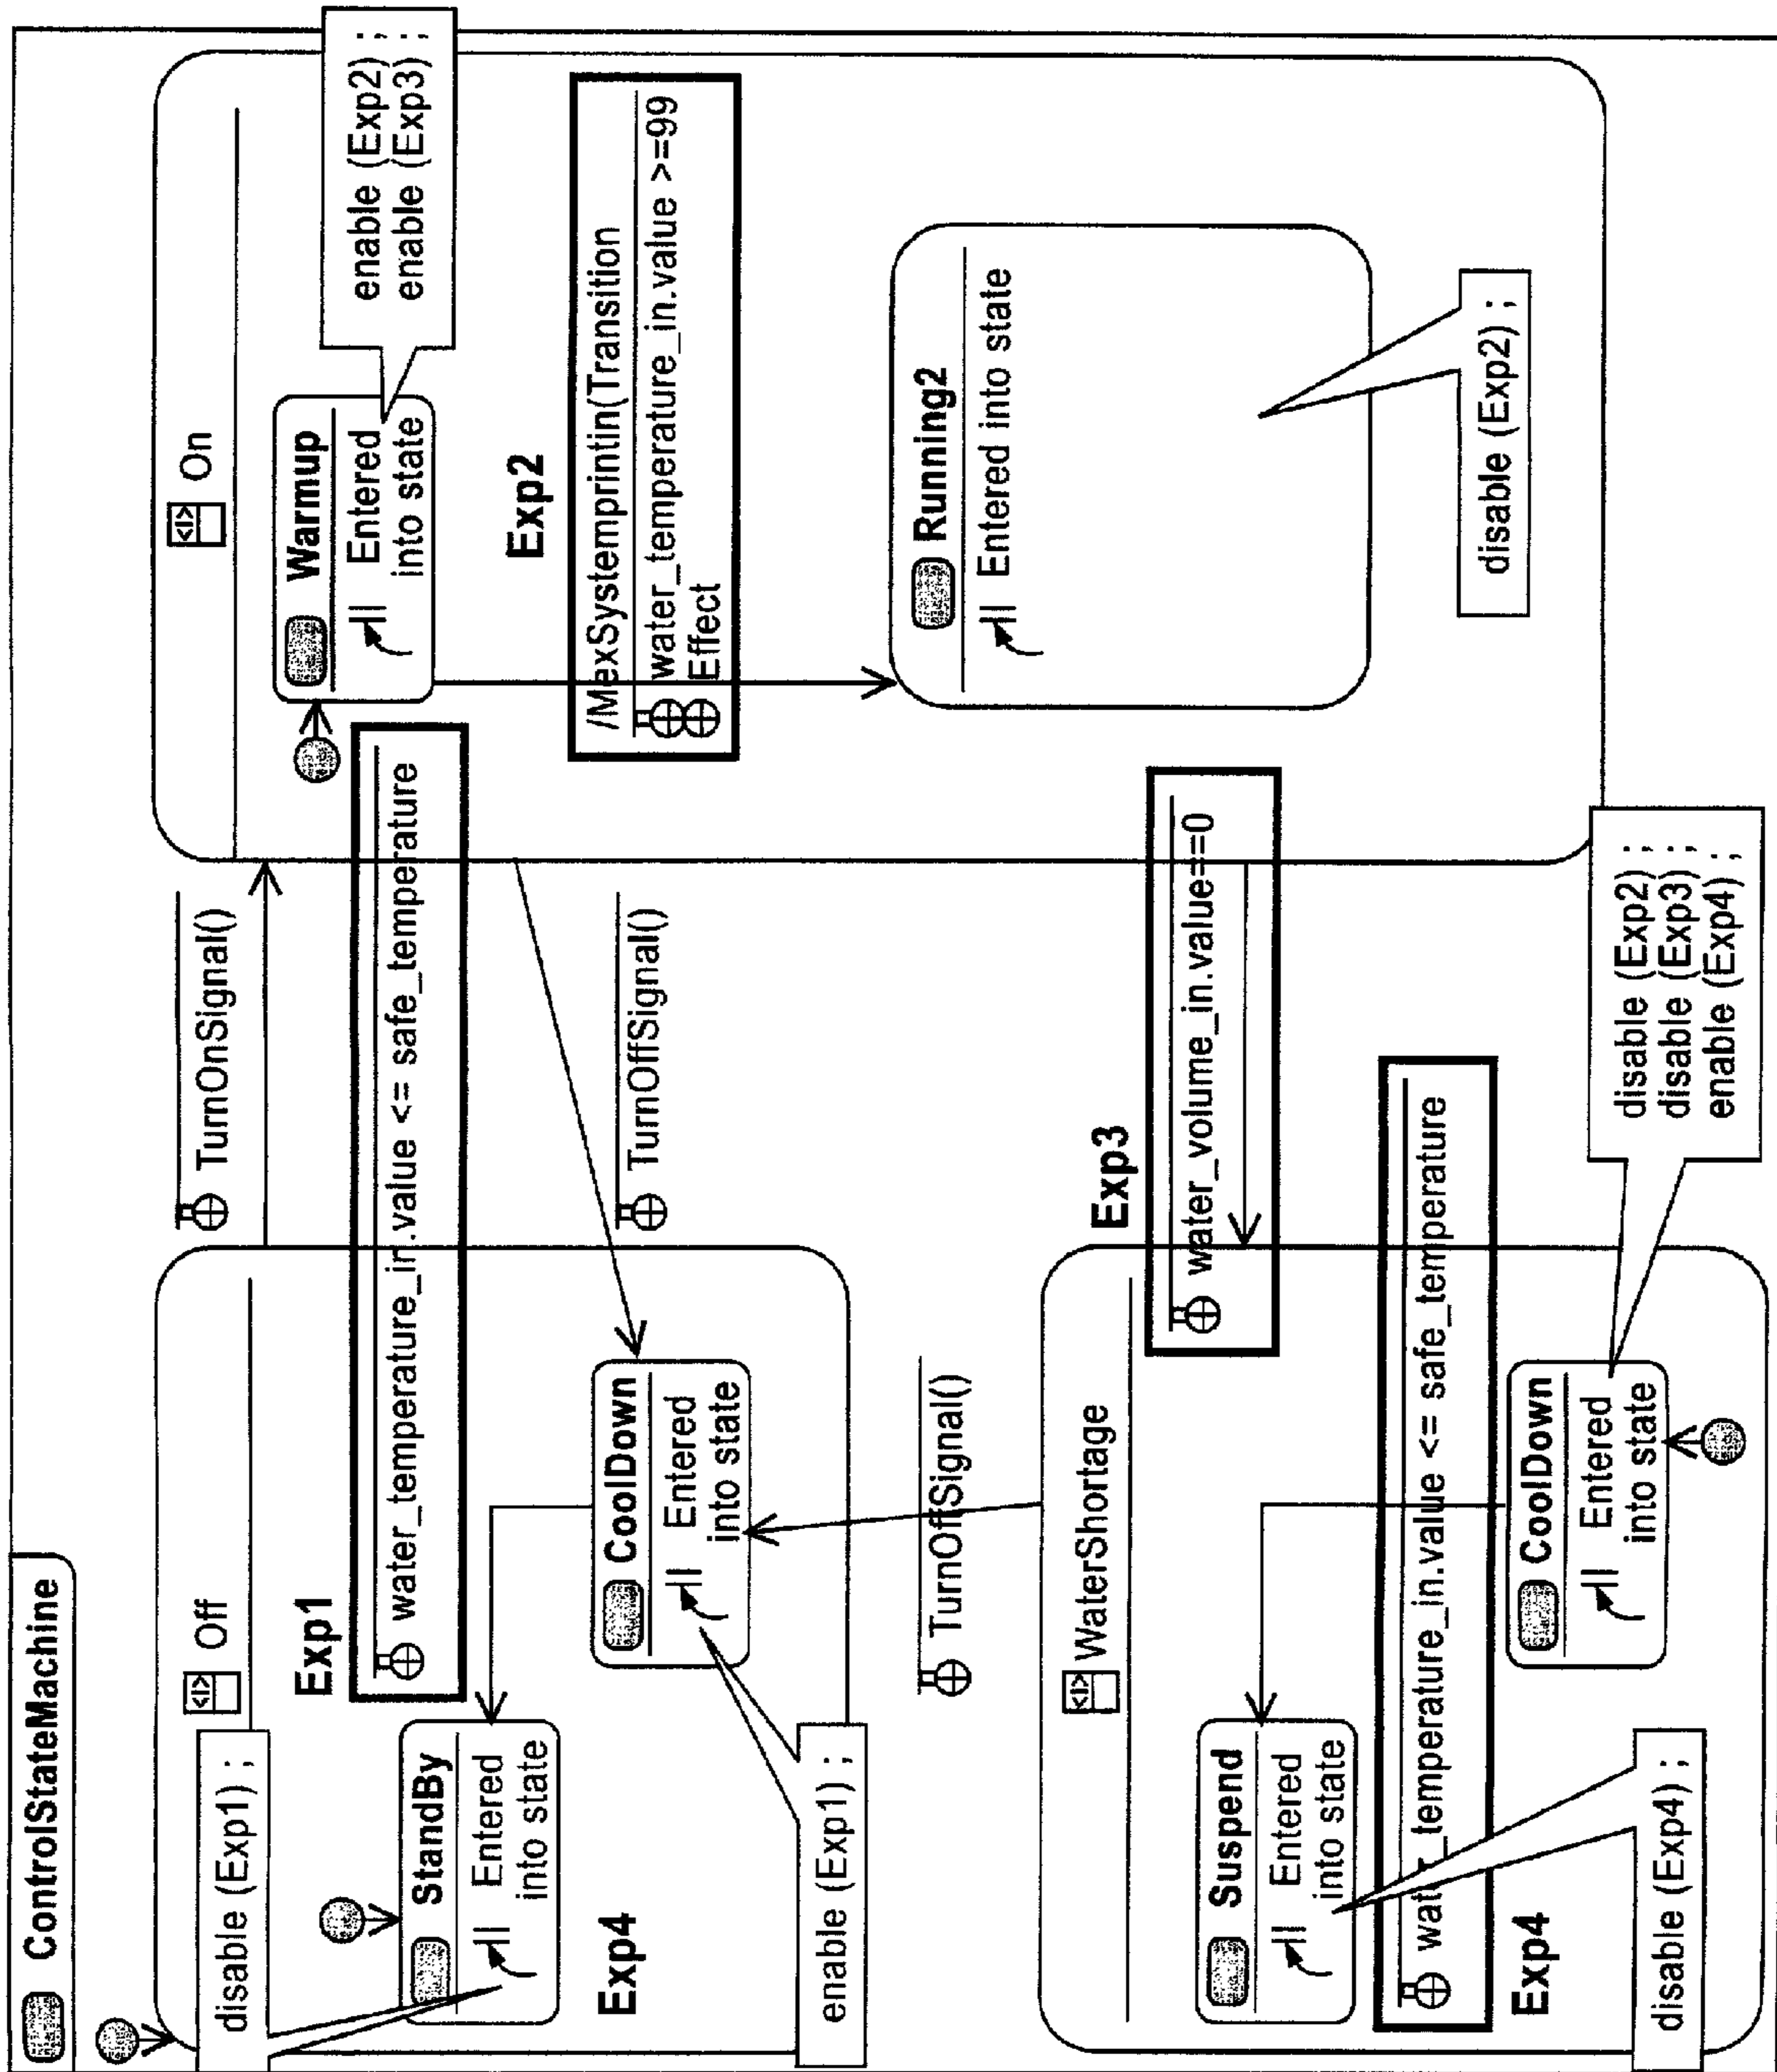 ControlStateMachine
Off
disable (Exp1) ;
Exp1
water_temperature_in.value <= safe_temperature
StandBy
Entered
into state
Exp4
CoolDown
Entered
into state
enable (Exp1) ;
TurnOnSignal()
TurnOffSignal()
On
Warmup
Entered
into state
enable (Exp2) ;
enable (Exp3) ;
Exp2
/MexSystemprintin(Transition
water_temperature_in.value >=99
Effect
Running2
Entered into state
disable (Exp2) ;
TurnOffSignal()
WaterShortage
Exp3
water_volume_in.value==0
Suspend
Entered
into state
water_temperature_in.value <= safe_temperature
Exp4
CoolDown
Entered
into state
disable (Exp4) ;
disable (Exp2) ;
disable (Exp3) ;
enable (Exp4) ;